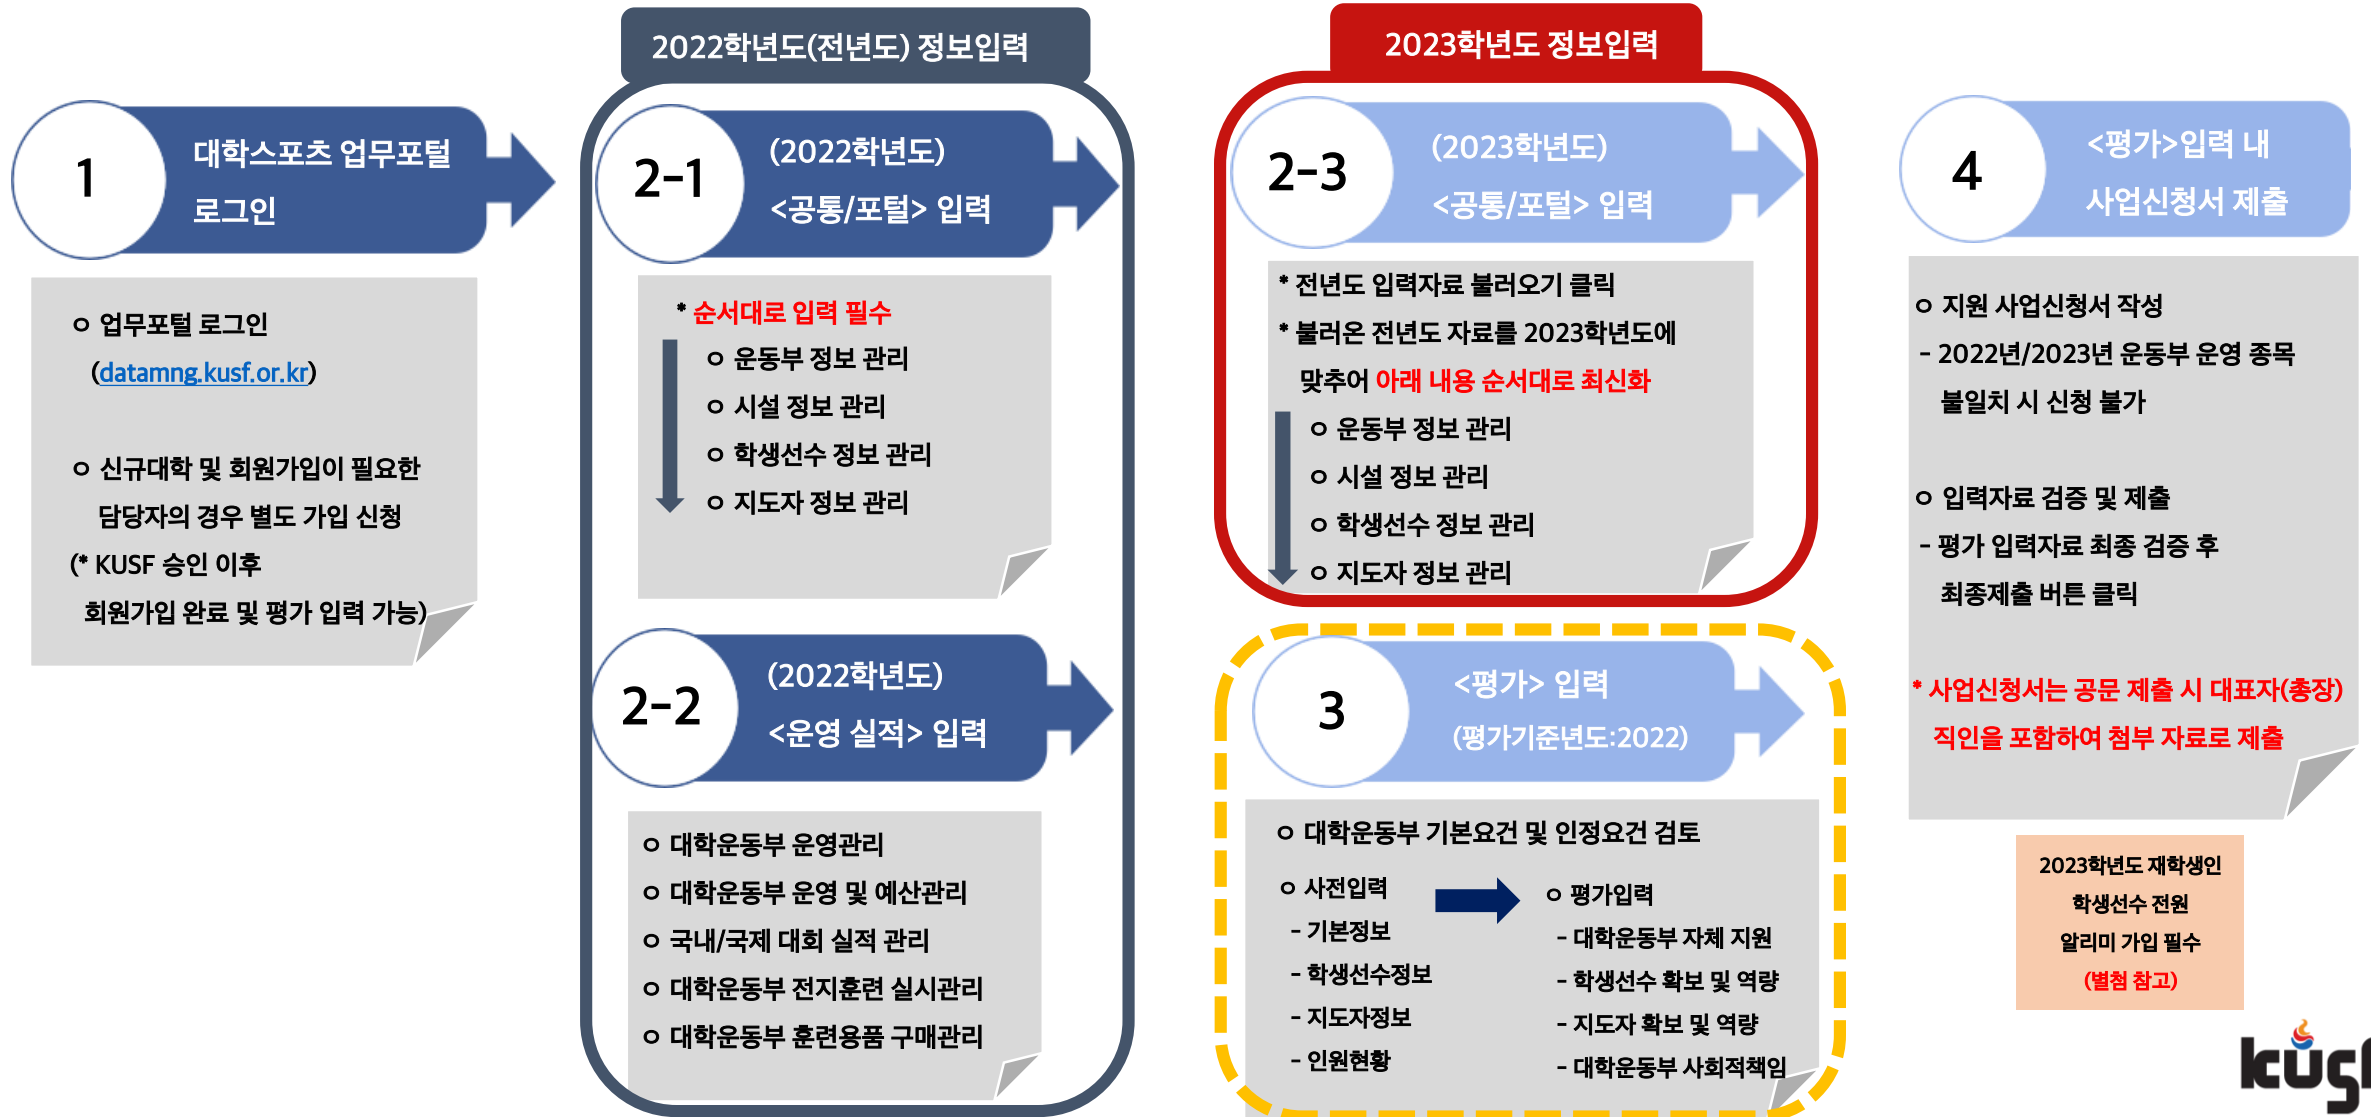 2022학년도(전년도) 정보입력
2023학년도 정보입력
1
대학스포츠 업무포털
로그인
ㅇ 업무포털 로그인
(datamng.kusf.or.kr)
ㅇ 신규대학 및 회원가입이 필요한
담당자의 경우 별도 가입 신청
(* KUSF 승인 이후
회원가입 완료 및 평가 입력 가능)
2-1
(2022학년도)
<공통/포털> 입력
* 순서대로 입력 필수
ㅇ 운동부 정보 관리
ㅇ 시설 정보 관리
ㅇ 학생선수 정보 관리
ㅇ 지도자 정보 관리
2-2
(2022학년도)
<운영 실적> 입력
ㅇ 대학운동부 운영관리
ㅇ 대학운동부 운영 및 예산관리
ㅇ 국내/국제 대회 실적 관리
ㅇ 대학운동부 전지훈련 실시관리
ㅇ 대학운동부 훈련용품 구매관리
2-3
(2023학년도)
<공통/포털> 입력
* 전년도 입력자료 불러오기 클릭
* 불러온 전년도 자료를 2023학년도에
맞추어 아래 내용 순서대로 최신화
ㅇ 운동부 정보 관리
ㅇ 시설 정보 관리
ㅇ 학생선수 정보 관리
ㅇ 지도자 정보 관리
3
<평가> 입력
(평가기준년도:2022)
ㅇ 대학운동부 기본요건 및 인정요건 검토
ㅇ 사전입력
- 기본정보
- 학생선수정보
- 지도자정보
- 인원현황
ㅇ 평가입력
- 대학운동부 자체 지원
- 학생선수 확보 및 역량
- 지도자 확보 및 역량
- 대학운동부 사회적책임
4
<평가>입력 내
사업신청서 제출
ㅇ 지원 사업신청서 작성
- 2022년/2023년 운동부 운영 종목
불일치 시 신청 불가
ㅇ 입력자료 검증 및 제출
- 평가 입력자료 최종 검증 후
최종제출 버튼 클릭
* 사업신청서는 공문 제출 시 대표자(총장)
직인을 포함하여 첨부 자료로 제출
2023학년도 재학생인
학생선수 전원
알리미 가입 필수
(별첨 참고)
kusf